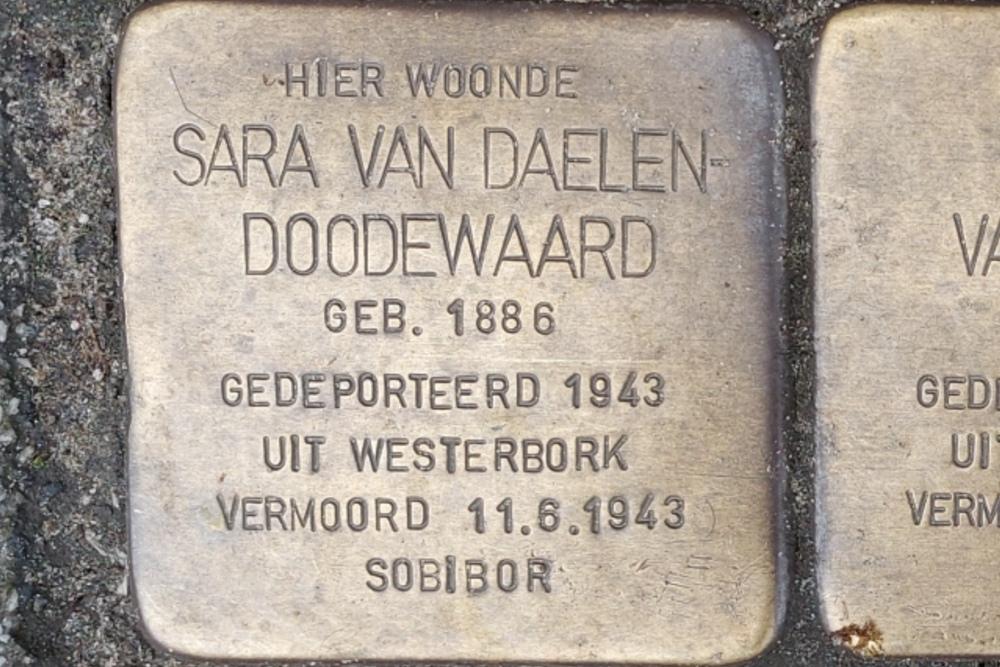 HIER WOONDE
SARA VAN DAELEN-
DOODEWAARD
GEB. 1886
GEDEPORTEERD 1943
UIT WESTERBORK
VERMOORD 11.6.1943
SOBIBOR